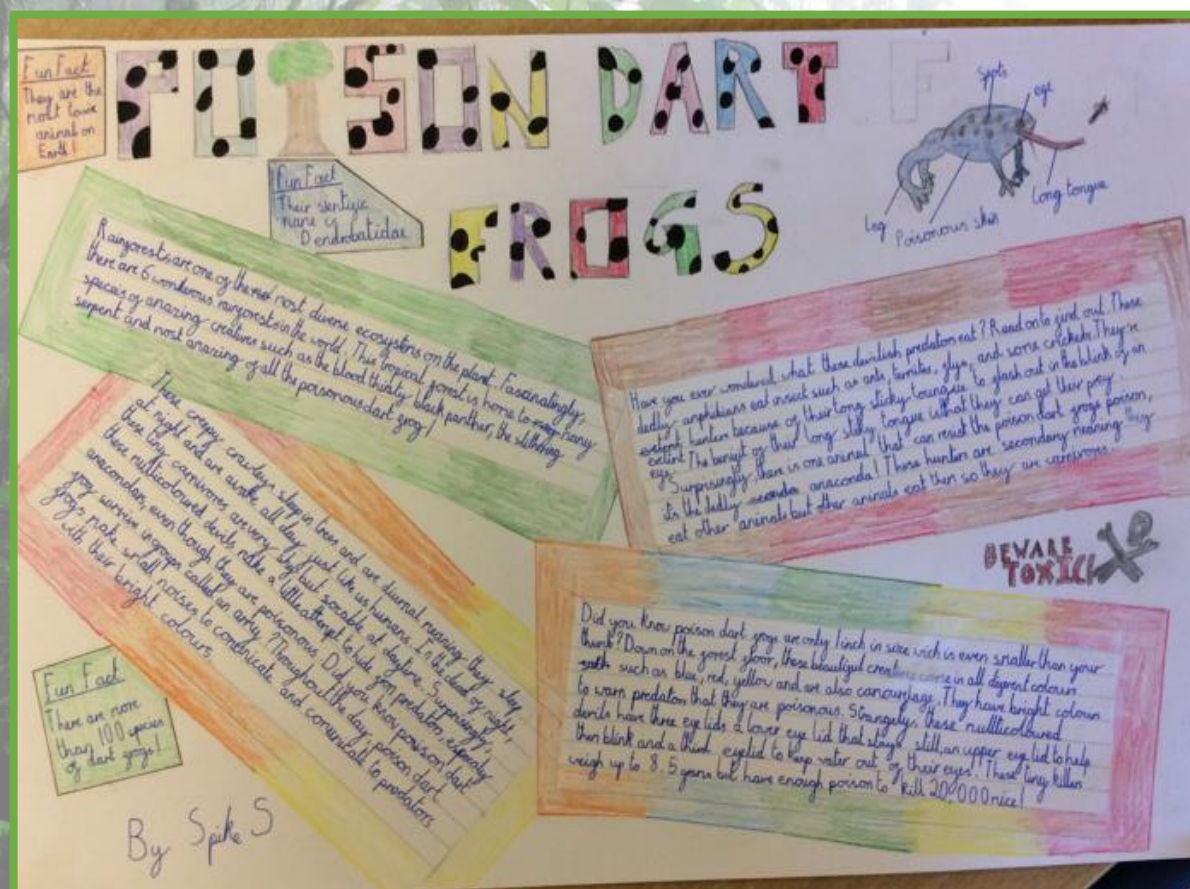 Fun Fact
They are the
most toxic
animal on
Earth!
POISON DART
FROGS
Fun Fact
Their sientific
name is
Dendrobatidae
spots
eye
Leg
Poisonous skin
Long tongue
Rainforests are one of the most diverse ecosystems on the planet. Fasanatingly,
there are 6 wonderous rainforests in the world. This tropical forest is home to many
species of amazing creatures such as the blood thirsty black panther, the slithering
serpent and most amazing of all the poisonous dart frog!
Have you ever wondered what these devilish predators eat? Read on to find out. These
dedly amphibians eat insect such as ants, termites, flys, and some crickets. They're
hunters because of their long sticky toungue to flash out in the blink of an
eye. The benifit of their long sticky tongue is that they can get their prey.
Surprisingly, there is one animal that can resist the poison dart frogs poison,
it's the dedly anaconda! These hunters are secondary meaning they
eat other animals but other animals eat them so they are carnivores.
These creepy crawleys sleep in trees and are diurnal meaning they sleep
at night and are awake all day, just like us humans. In the dead of night,
these tiny carnivores are very shy but sociable at daytime. Surprisingly,
these multicoloured devils make a little attempt to hide from predators, especialy
anacondas, even though they are poisonous. Did you know poison dart
frogs survive in groups called an army? Throughout the day, poison dart
frogs make small noises to comunicate and
with their bright colours.
to predators
BEWARE
TOXIC!
Did you know poison dart frogs are only 1 inch in size wich is even smaller than your
thumb? Down on the forest floor, these beautiful creatures come in all diferent colours
such as blue, red, yellow and are also camouflage. They have bright colours
to warn predators that they are poisonous. Strangely, these multicoloured
devils have three eye lids a lower eye lid that stays still, an upper eye lid to help
them blink and a third eyelid to keep water out of their eyes. These tiny killers
weigh up to 8,5 grams but have enough poison to kill 20,000 mice!
Fun Fact
There are more
than 100 species
of dart frogs!
By Spike S